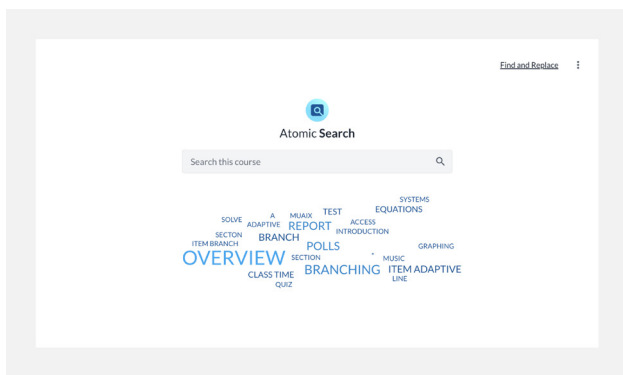 Find and Replace
Atomic Search
Search this course
SYSTEMS
TEST
EQUATIONS
A
MUAIX
SOLVE
ACCESS
ADAPTIVE
REPORT
INTRODUCTION
SECTON
BRANCH
ITEM BRANCH
POLLS
GRAPHING
OVERVIEW
SECTION
MUSIC
BRANCHING
ITEM ADAPTIVE
CLASS TIME
LINE
QUIZ